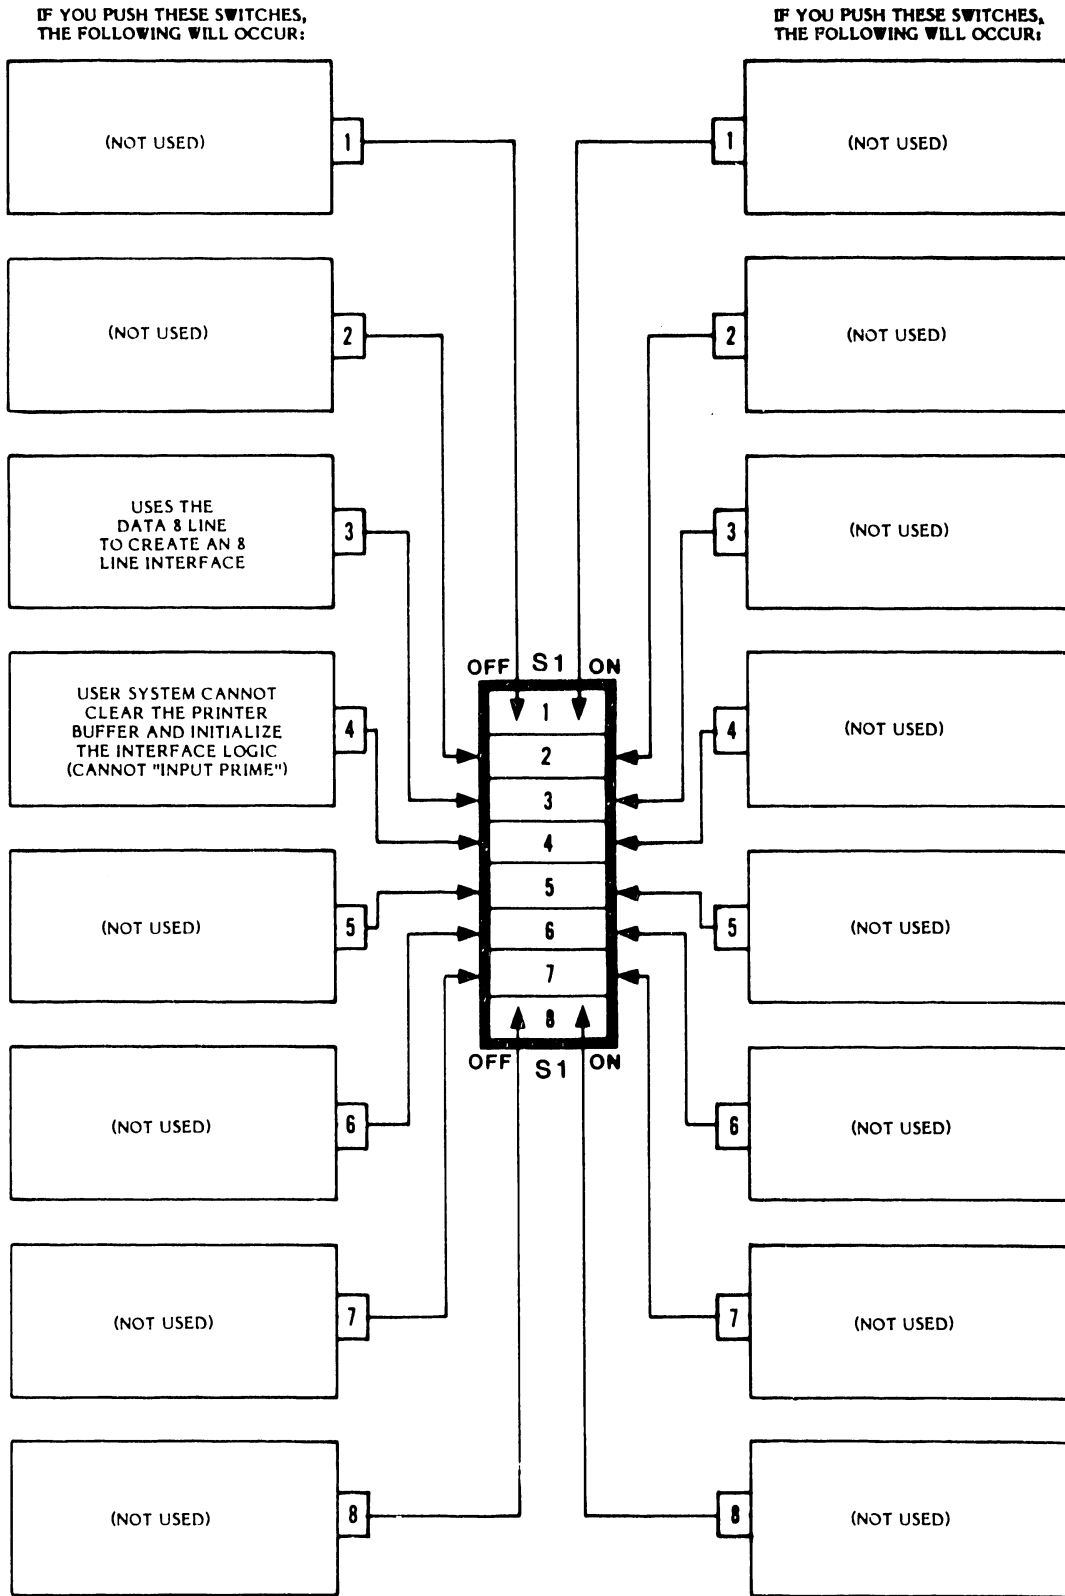 IF YOU PUSH THESE SWITCHES,
THE FOLLOWING WILL OCCUR:
IF YOU PUSH THESE SWITCHES,
THE FOLLOWING WILL OCCUR:
(NOT USED)
1
1
(NOT USED)
(NOT USED)
2
2
(NOT USED)
USES THE
DATA 8 LINE
TO CREATE AN 8
LINE INTERFACE
3
3
(NOT USED)
USER SYSTEM CANNOT
CLEAR THE PRINTER
BUFFER AND INITIALIZE
THE INTERFACE LOGIC
(CANNOT "INPUT PRIME")
4
4
(NOT USED)
OFF S1 ON
1
2
3
4
5
6
7
8
OFF S1 ON
(NOT USED)
5
5
(NOT USED)
(NOT USED)
6
6
(NOT USED)
(NOT USED)
7
7
(NOT USED)
(NOT USED)
8
8
(NOT USED)